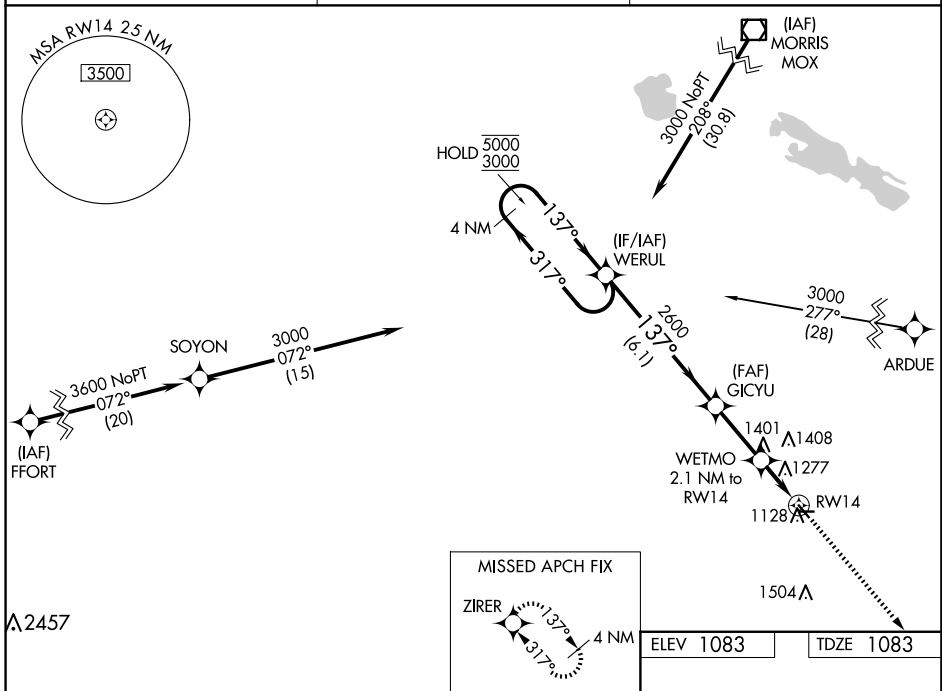 MSA RW14 25 NM
3500
(IAF)
MORRIS
MOX
3000 NoPT
208°
(30.8)
HOLD 5000
3000
4 NM
137°
317°
(IF/IAF)
WERUL
2600
137°
(6.1)
3000
277°
(28)
ARDUE
SOYON
3000
072°
(15)
3600 NoPT
072°
(20)
(IAF)
FFORT
(FAF)
GICYU
1401
1408
WETMO
2.1 NM to
RW14
1277
RW14
1128
1504
2457
MISSED APCH FIX
ZIRER
137°
317°
4 NM
ELEV 1083
TDZE 1083